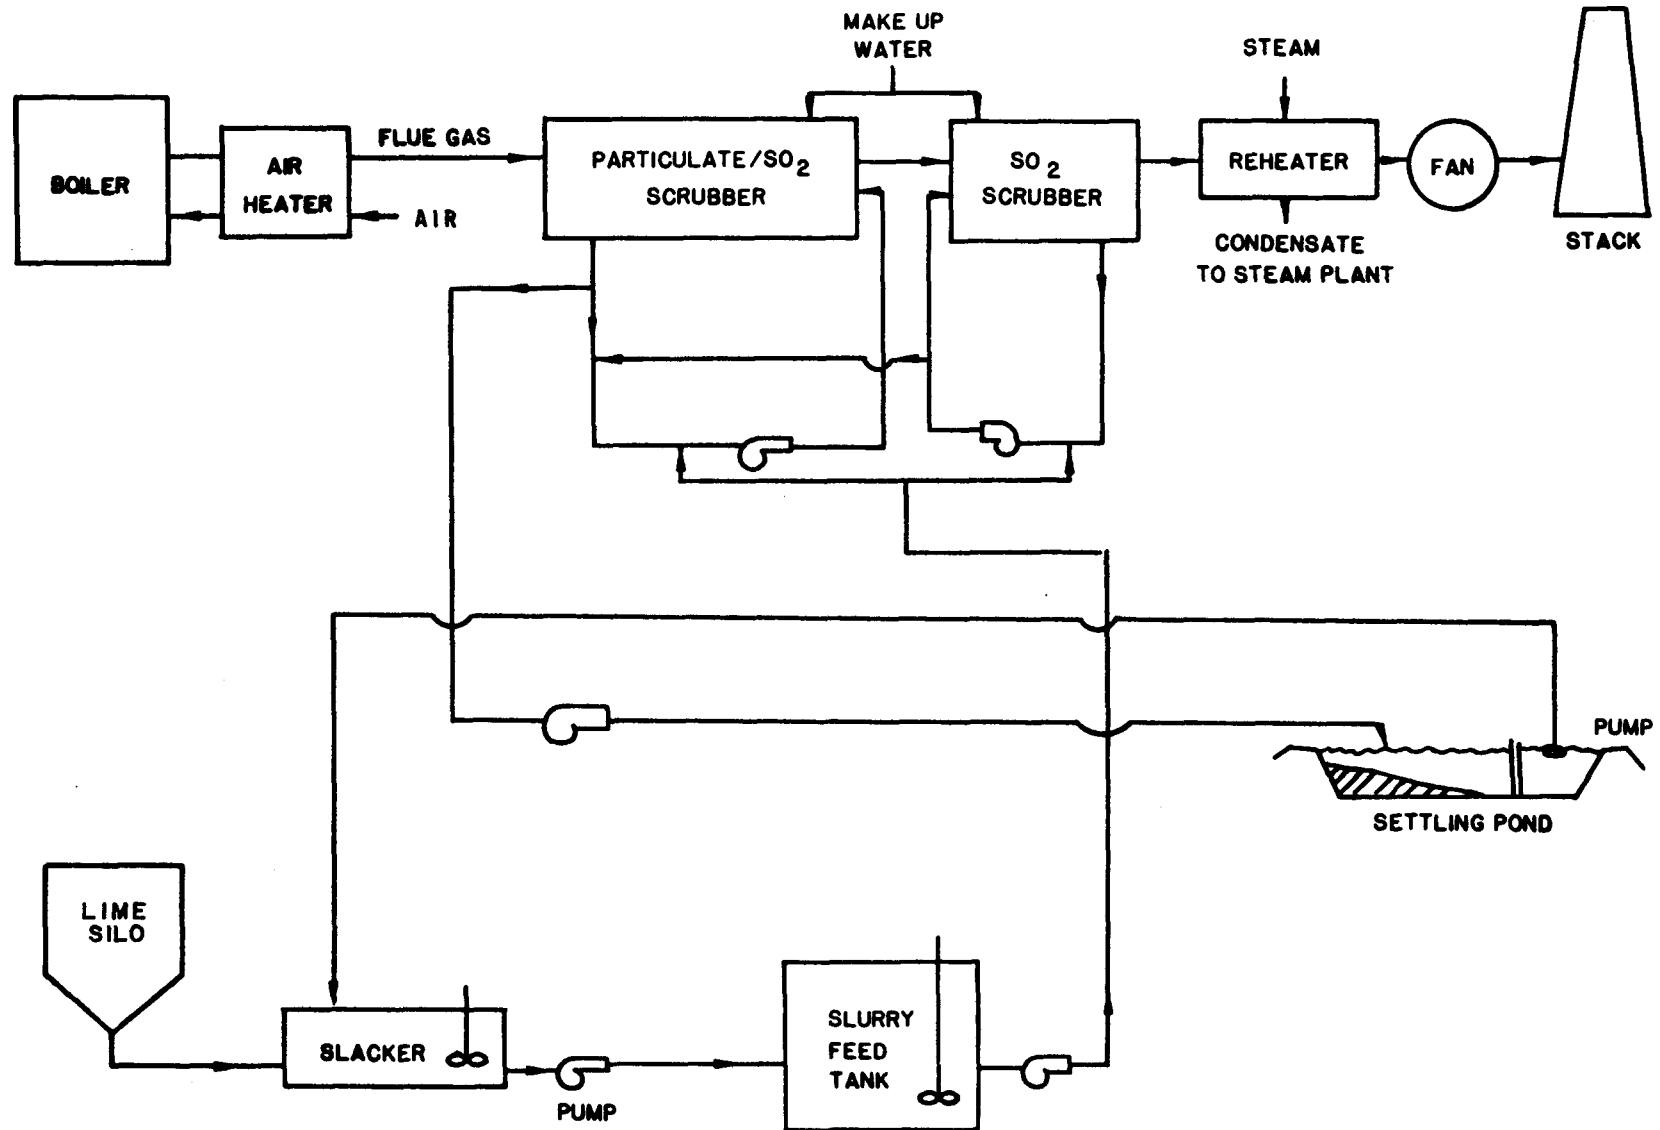 MAKE UP
WATER
STEAM
BOILER
AIR
HEATER
FLUE GAS
AIR
PARTICULATE/SO2
SCRUBBER
SO2
SCRUBBER
REHEATER
FAN
STACK
CONDENSATE
TO STEAM PLANT
PUMP
SETTLING POND
LIME
SILO
SLACKER
PUMP
SLURRY
FEED
TANK